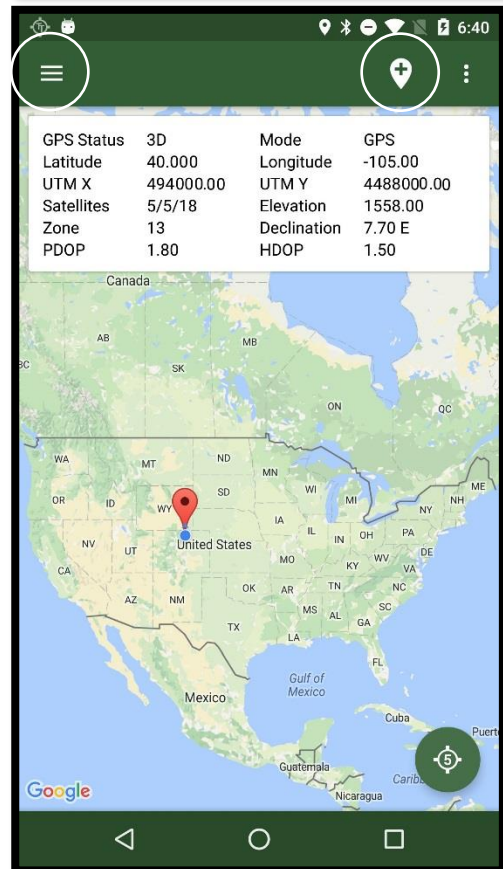 6:40
GPS Status 3D Mode GPS
Latitude 40.000 Longitude -105.00
UTM X 494000.00 UTM Y 4488000.00
Satellites 5/5/18 Elevation 1558.00
Zone 13 Declination 7.70 E
PDOP 1.80 HDOP 1.50
Canada
AB
MB
BC
SK
ON
QC
WA
MT
ND
MN
ME
OR
ID
WY
SD
WI
MI
NY
NH
NV
UT
United States
IA
IL
IN
OH
PA
CA
MO
KY
WV
VA
DE
AZ
NM
OK
AR
TN
NC
TX
MS
AL
GA
SC
LA
FL
Gulf of
Mexico
Mexico
Cuba
Puert
Guatemala
Caribb
Nicaragua
5
Google